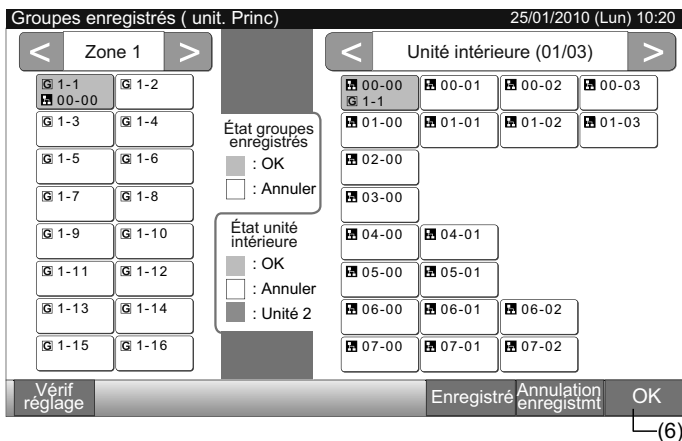 Groupes enregistrés ( unit. Princ) 25/01/2010 (Lun) 10:20
< Zone 1 >
< Unité intérieure (01/03) >
G 1-1
00-00
G 1-2
G 1-3
G 1-4
G 1-5
G 1-6
G 1-7
G 1-8
G 1-9
G 1-10
G 1-11
G 1-12
G 1-13
G 1-14
G 1-15
G 1-16
État groupes
enregistrés
: OK
: Annuler
État unité
intérieure
: OK
: Annuler
: Unité 2
00-00
G 1-1
00-01
00-02
00-03
01-00
01-01
01-02
01-03
02-00
03-00
04-00
04-01
05-00
05-01
06-00
06-01
06-02
07-00
07-01
07-02
Vérif
réglage
Enregistré
Annulation
enregistmt
OK
(6)